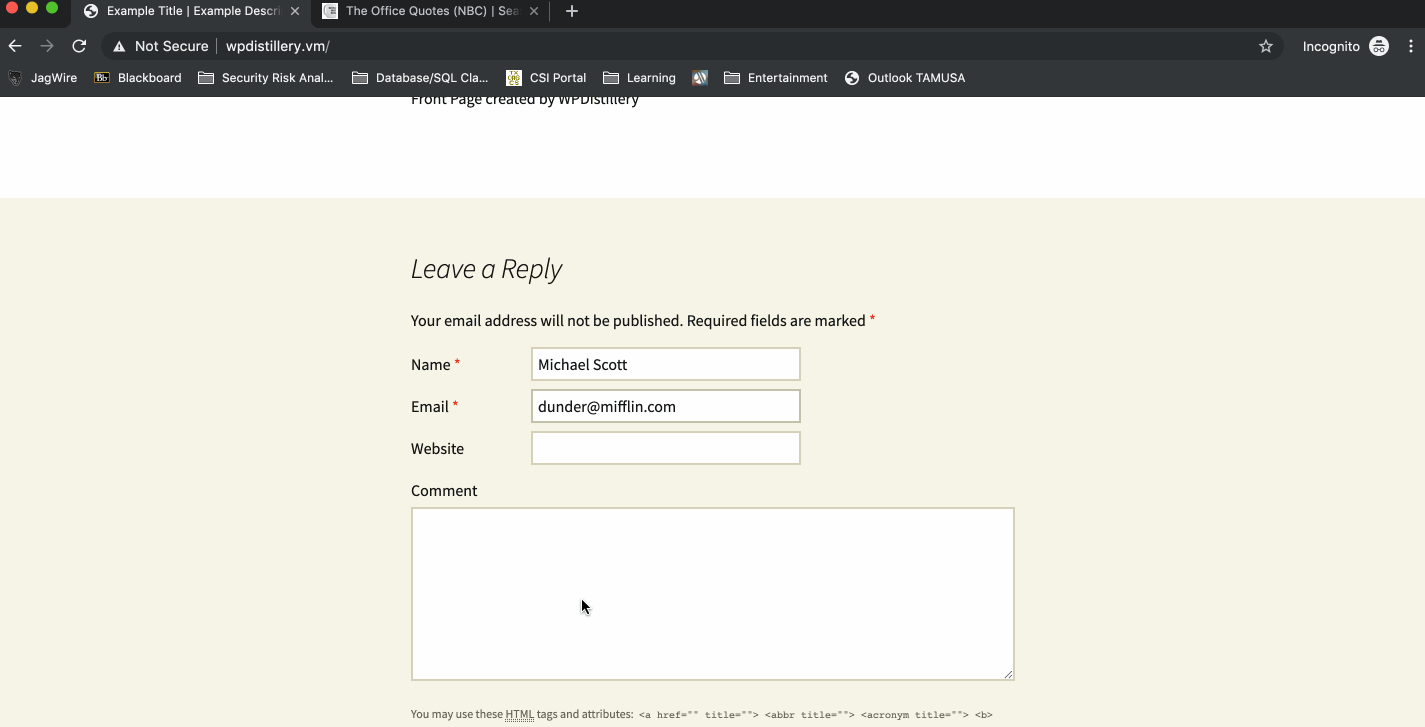 Example Title | Example Descri
The Office Quotes (NBC) | Sea
Not Secure
wpdistillery.vm/
Incognito
JagWire
Bb
Blackboard
Security Risk Anal...
Database/SQL Cla...
CSI Portal
Learning
Entertainment
Outlook TAMUSA
Front Page created by WPDistillery
Leave a Reply
Your email address will not be published. Required fields are marked *
Name * Michael Scott
Email * dunder@mifflin.com
Website
Comment
You may use these HTML tags and attributes: <a href="" title=""> <abbr title=""> <acronym title=""> <b>